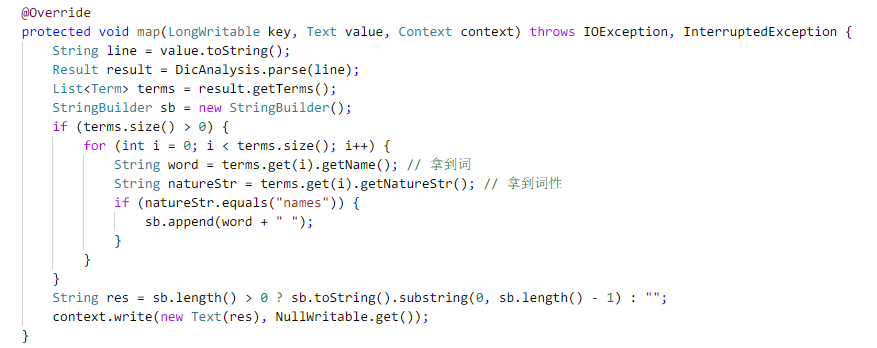 @Override
protected void map(LongWritable key, Text value, Context context) throws IOException, InterruptedException {
    String line = value.toString();
    Result result = DicAnalysis.parse(line);
    List<Term> terms = result.getTerms();
    StringBuilder sb = new StringBuilder();
    if (terms.size() > 0) {
        for (int i = 0; i < terms.size(); i++) {
            String word = terms.get(i).getName(); // 拿到词
            String natureStr = terms.get(i).getNatureStr(); // 拿到词性
            if (natureStr.equals("names")) {
                sb.append(word + " ");
            }
        }
    }
    String res = sb.length() > 0 ? sb.toString().substring(0, sb.length() - 1) : "";
    context.write(new Text(res), NullWritable.get());
}